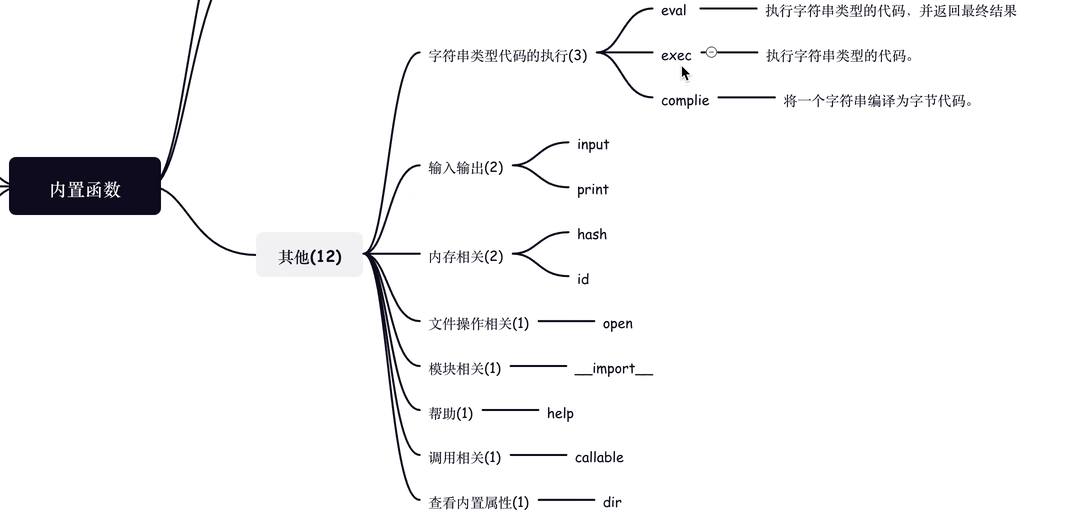 eval
执行字符串类型的代码，并返回最终结果
字符串类型代码的执行(3)
exec
执行字符串类型的代码。
complie
将一个字符串编译为字节代码。
内置函数
其他(12)
输入输出(2)
input
print
内存相关(2)
hash
id
文件操作相关(1)
open
模块相关(1)
__import__
帮助(1)
help
调用相关(1)
callable
查看内置属性(1)
dir